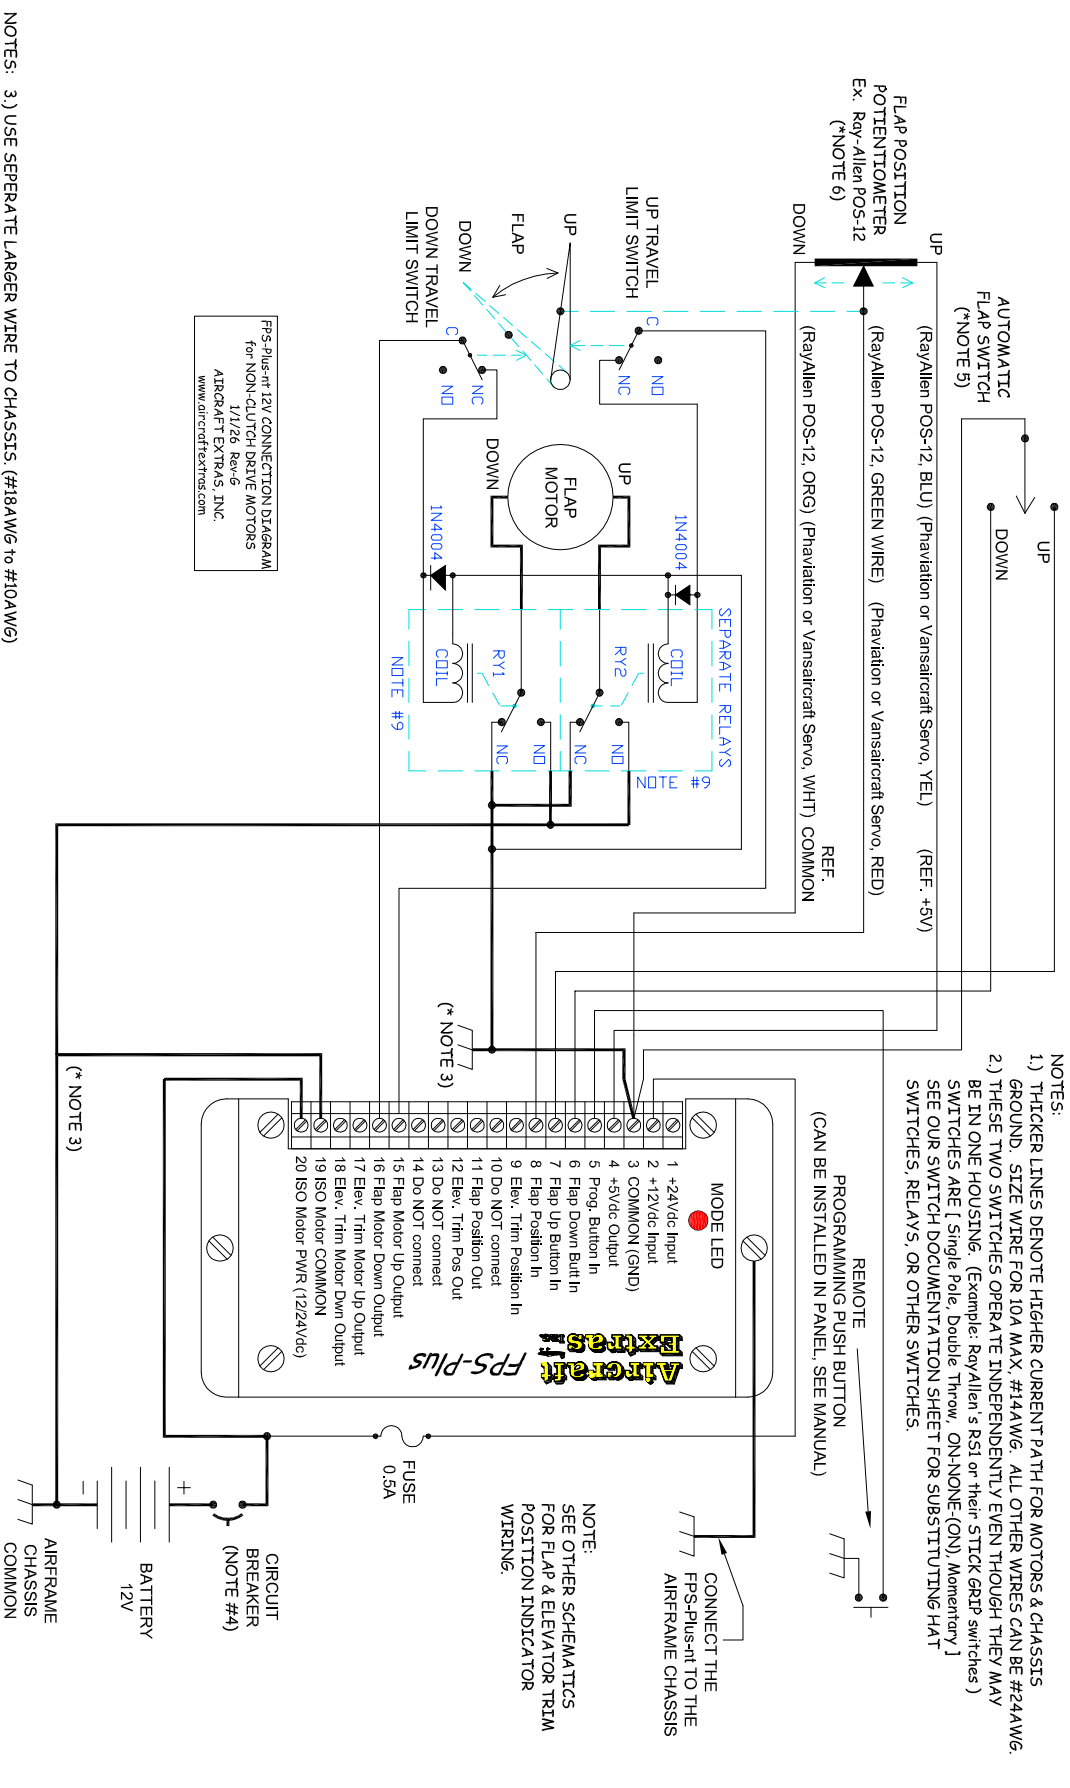 NOTES:
1.) THICKER LINES DENOTE HIGHER CURRENT PATH FOR MOTORS & CHASSIS
GROUND. SIZE WIRE FOR 10A MAX, #14AWG. ALL OTHER WIRES CAN BE #24AWG.
2.) THESE TWO SWITCHES OPERATE INDEPENDENTLY EVEN THOUGH THEY MAY
BE IN ONE HOUSING, (Example: RayAllen's RS1 or their STICK GRIP switches )
SWITCHES ARE [ Single Pole, Double Throw, ON-NONE-(ON), Momentary ]
SEE OUR SWITCH DOCUMENTATION SHEET FOR SUBSTITUTING HAT
SWITCHES, RELAYS, OR OTHER SWITCHES.
AUTOMATIC
FLAP SWITCH
(*NOTE 5)
UP
DOWN
FLAP POSITION
POTIENTIOMETER
Ex. Ray-Allen POS-12
(*NOTE 6)
UP
DOWN
(RayAllen POS-12, BLU) (Phaviation or Vansaircraft Servo, YEL)
(REF. +5V)
(RayAllen POS-12, GREEN WIRE) (Phaviation or Vansaircraft Servo, RED)
(RayAllen POS-12, ORG) (Phaviation or Vansaircraft Servo, WHT)
REF.
COMMON
REMOTE
PROGRAMMING PUSH BUTTON
(CAN BE INSTALLED IN PANEL, SEE MANUAL)
UP TRAVEL
LIMIT SWITCH
C
NO
NC
UP
FLAP
DOWN
DOWN TRAVEL
LIMIT SWITCH
C
NC
NO
UP
FLAP
MOTOR
DOWN
1N4004
1N4004
SEPARATE RELAYS
COIL
RY2
NO
NC
NOTE #9
RY1
COIL
NO
NC
NOTE #9
(* NOTE 3)
(* NOTE 3)
MODE LED
1 +24Vdc Input
2 +12Vdc Input
3 COMMON (GND)
4 +5Vdc Output
5 Prog. Button In
6 Flap Down Butt In
7 Flap Up Button In
8 Flap Position In
9 Elev. Trim Position In
10 Do NOT connect
11 Flap Position Out
12 Elev. Trim Pos Out
13 Do NOT connect
14 Do NOT connect
15 Flap Motor Up Output
16 Flap Motor Down Output
17 Elev. Trim Motor Up Output
18 Elev. Trim Motor Dwn Output
19 ISO Motor COMMON
20 ISO Motor PWR (12/24Vdc)
Aircraft
Extras
FPS-Plus
CONNECT THE
FPS-Plus-nt TO THE
AIRFRAME CHASSIS
NOTE:
SEE OTHER SCHEMATICS
FOR FLAP & ELEVATOR TRIM
POSITION INDICATOR
WIRING.
FUSE
0.5A
CIRCUIT
BREAKER
(NOTE #4)
+
-
BATTERY
12V
AIRFRAME
CHASSIS
COMMON
FPS-Plus-nt 12V CONNECTION DIAGRAM
for NON-CLUTCH DRIVE MOTORS
1/1/26 Rev-G
AIRCRAFT EXTRAS, INC.
www.aircraftextras.com
NOTES: 3.) USE SEPERATE LARGER WIRE TO CHASSIS. (#18AWG to #10AWG)